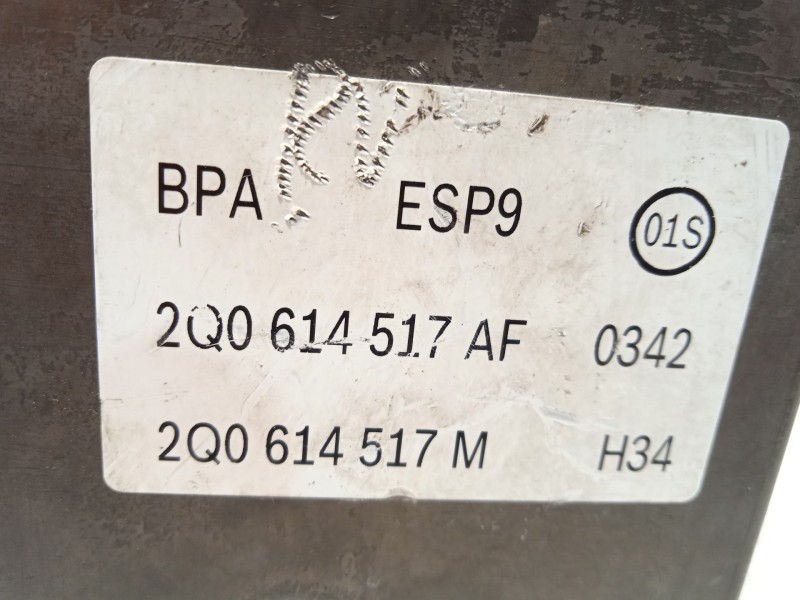 BPA ESP9 01S
2Q0 614 517 AF 0342
2Q0 614 517 M H34